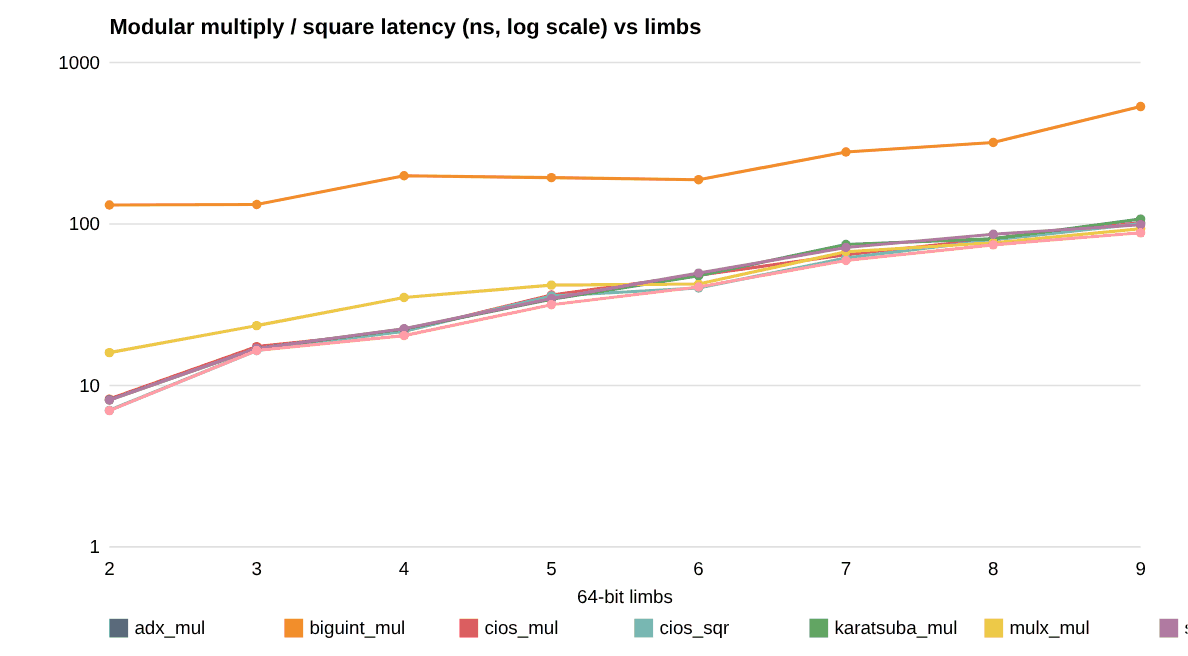 Modular multiply / square latency (ns, log scale) vs limbs
1000
100
10
1
2 3 4 5 6 7 8 9
64-bit limbs
adx_mul biguint_mul cios_mul cios_sqr karatsuba_mul mulx_mul